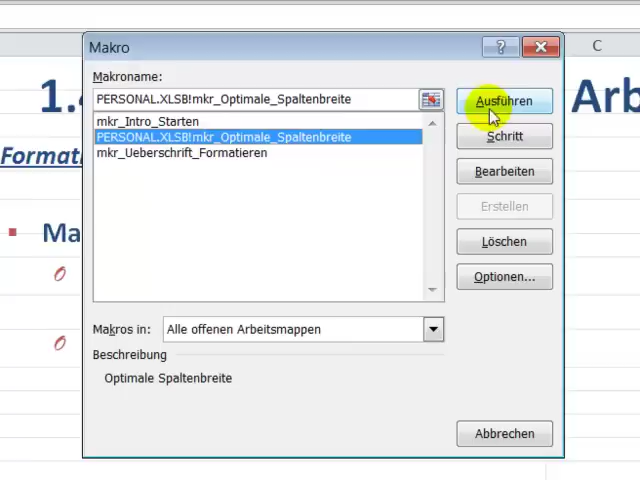 Makro
C
Makroname:
1.
Arb
PERSONAL.XLSB!mkr_Optimale_Spaltenbreite
Ausführen
mkr_Intro_Starten
PERSONAL.XLSB!mkr_Optimale_Spaltenbreite
Schritt
mkr_Ueberschrift_Formatieren
Format
Bearbeiten
Erstellen
Ma
Löschen
Optionen...
Makros in:
Alle offenen Arbeitsmappen
Beschreibung
Optimale Spaltenbreite
Abbrechen